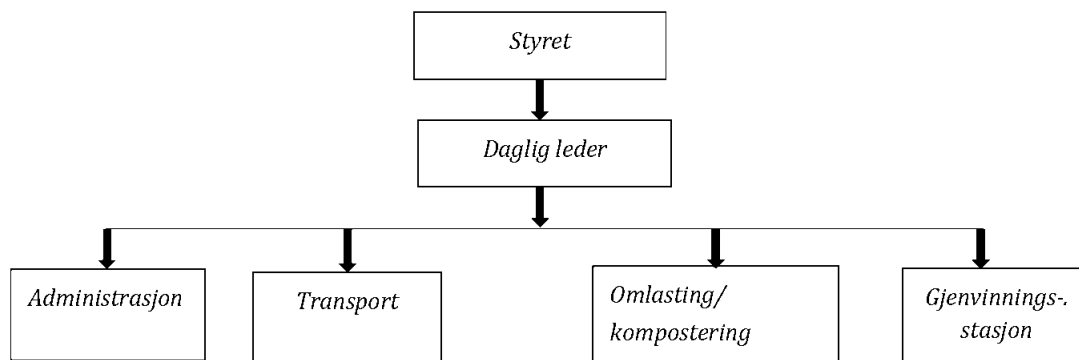 Styret
Daglig leder
Administrasjon
Transport
Omlasting/
kompostering
Gjenvinnings-.
stasjon